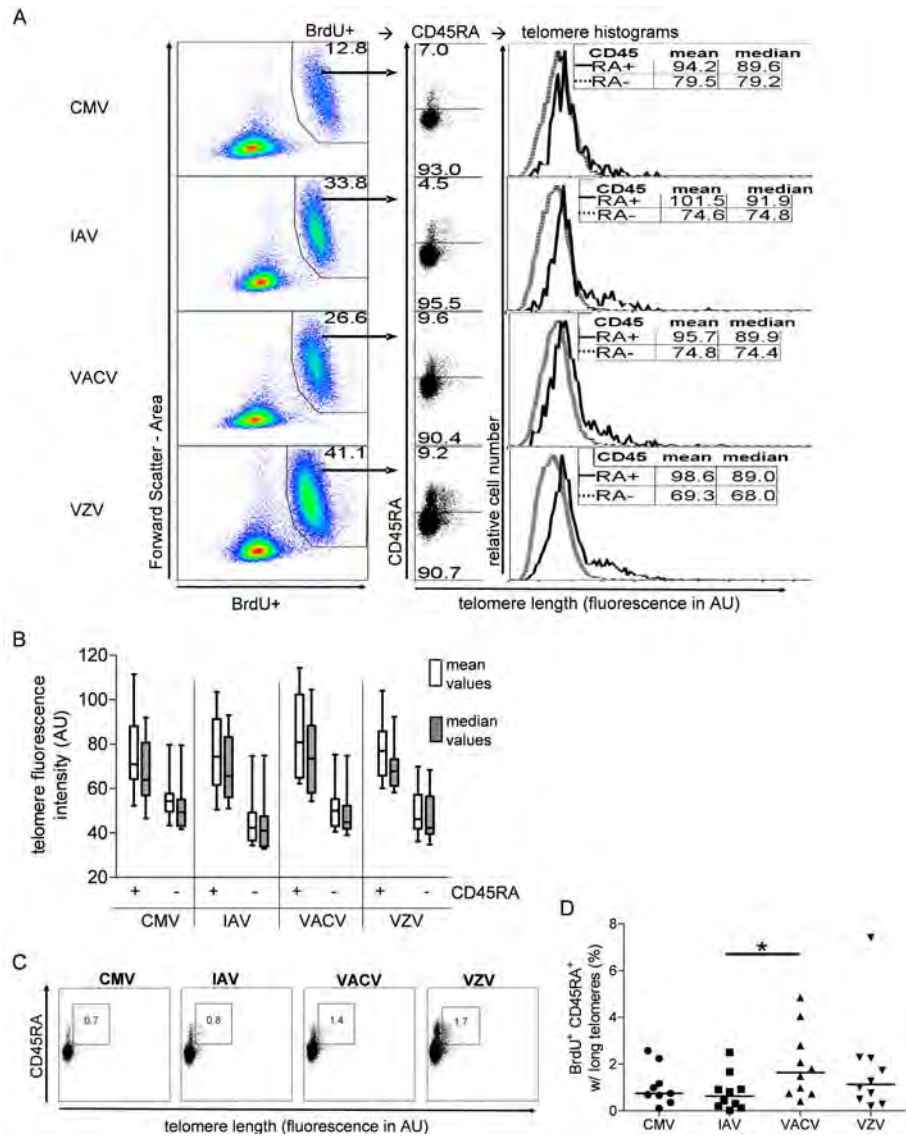 A
BrdU+ → CD45RA → telomere histograms
CMV
12.8
7.0
93.0
CD45 mean median
RA+ 94.2 89.6
RA- 79.5 79.2
IAV
33.8
4.5
95.5
CD45 mean median
RA+ 101.5 91.9
RA- 74.6 74.8
VACV
26.6
9.6
90.4
CD45 mean median
RA+ 95.7 89.9
RA- 74.8 74.4
VZV
41.1
9.2
90.7
CD45 mean median
RA+ 98.6 89.0
RA- 69.3 68.0
Forward Scatter - Area
CD45RA
relative cell number
BrdU+
telomere length (fluorescence in AU)
B
telomere fluorescence
intensity (AU)
120
100
80
60
40
20
mean
values
median
values
+ - + - + - + - CD45RA
CMV IAV VACV VZV
C
CMV IAV VACV VZV
CD45RA
0.7 0.8 1.4 1.7
telomere length (fluorescence in AU)
D
BrdU+ CD45RA+
w/ long telomeres (%)
8
6
4
2
0
*
CMV IAV VACV VZV